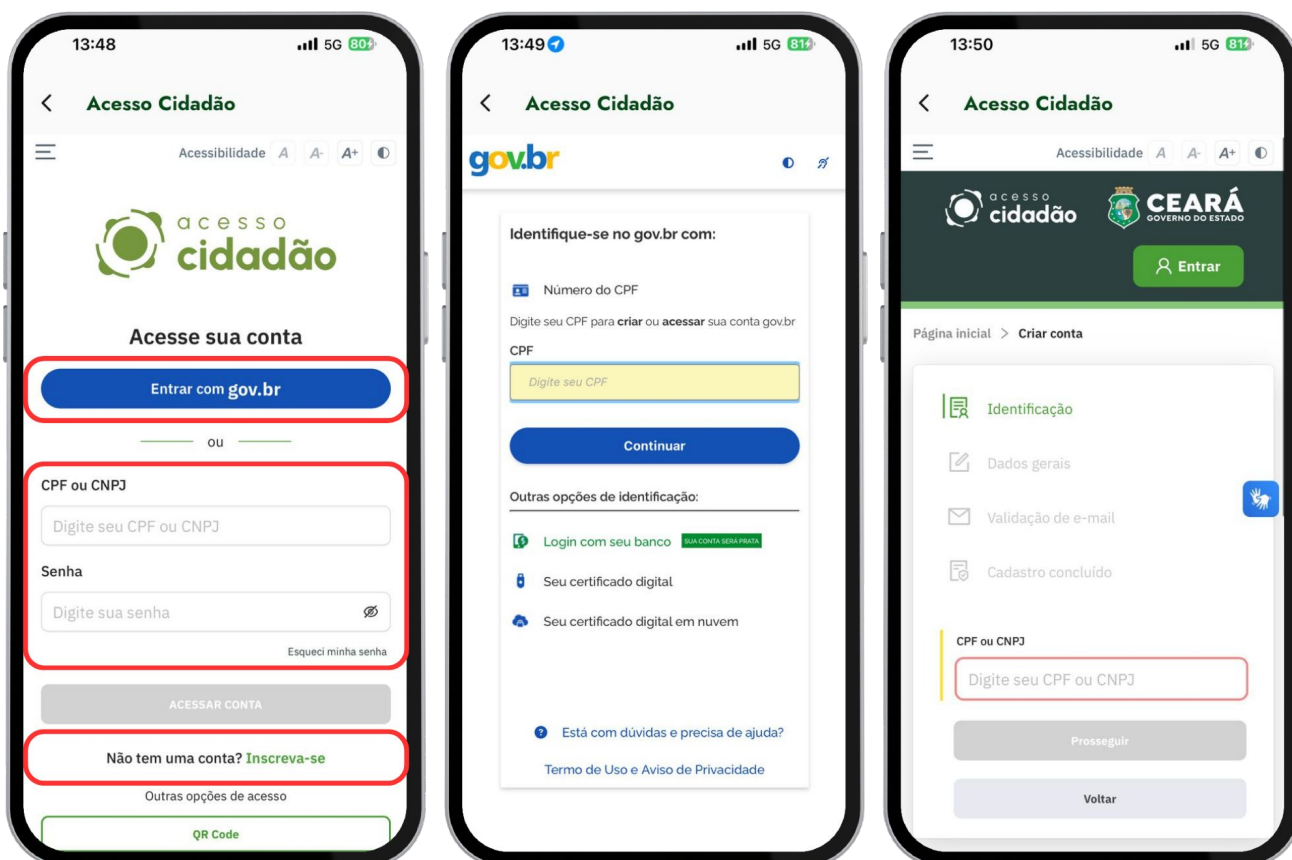 13:48
5G 80
Acesso Cidadão
Acessibilidade A A- A+
acesso
cidadão
Acesse sua conta
Entrar com gov.br
ou
CPF ou CNPJ
Digite seu CPF ou CNPJ
Senha
Digite sua senha
Esqueci minha senha
ACESSAR CONTA
Não tem uma conta? Inscreva-se
Outras opções de acesso
QR Code
13:49
5G 81
Acesso Cidadão
gov.br
Identifique-se no gov.br com:
Número do CPF
Digite seu CPF para criar ou acessar sua conta gov.br
CPF
Digite seu CPF
Continuar
Outras opções de identificação:
Login com seu banco SUA CONTA SERÁ PRATA
Seu certificado digital
Seu certificado digital em nuvem
Está com dúvidas e precisa de ajuda?
Termo de Uso e Aviso de Privacidade
13:50
5G 81
Acesso Cidadão
Acessibilidade A A- A+
acesso
cidadão
CEARÁ
GOVERNO DO ESTADO
Entrar
Página inicial > Criar conta
Identificação
Dados gerais
Validação de e-mail
Cadastro concluído
CPF ou CNPJ
Digite seu CPF ou CNPJ
Prosseguir
Voltar